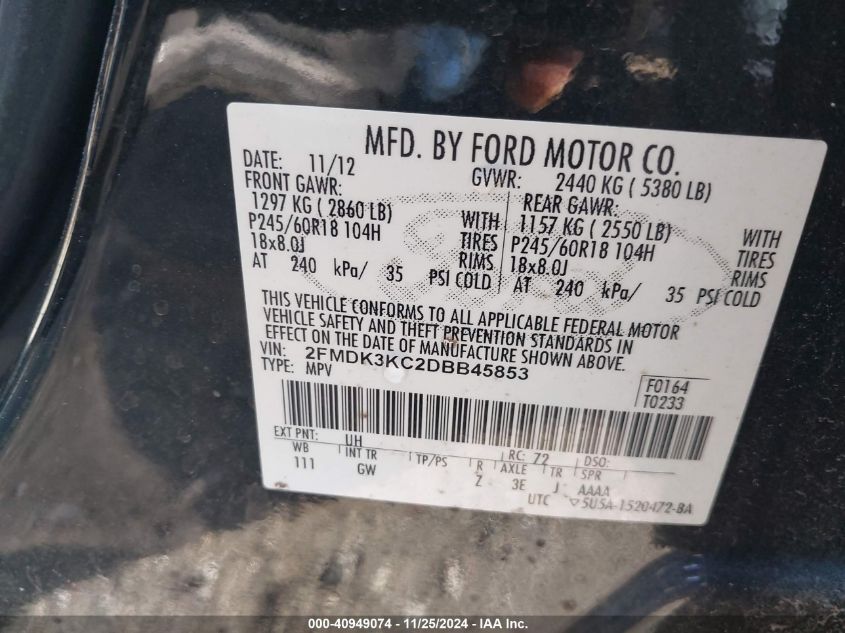 MFD. BY FORD MOTOR CO.
DATE: 11/12 GVWR: 2440 KG ( 5380 LB)
FRONT GAWR: REAR GAWR:
1297 KG ( 2860 LB) WITH 1157 KG ( 2550 LB) WITH
P245/60R18 104H TIRES P245/60R18 104H TIRES
18x8.0J RIMS 18x8.0J RIMS
AT 240 kPa/ 35 PSI COLD AT 240 kPa/ 35 PSI COLD
THIS VEHICLE CONFORMS TO ALL APPLICABLE FEDERAL MOTOR
VEHICLE SAFETY AND THEFT PREVENTION STANDARDS IN
EFFECT ON THE DATE OF MANUFACTURE SHOWN ABOVE.
VIN: 2FMDK3KC2DBB45853
TYPE: MPV
F0164
T0233
EXT PNT: UH RC: 72 DSO:
WB INT TR TP/PS R AXLE TR SPR
111 GW Z 3E J AAAA
UTC ▽5U5A-1520472-BA
000-40949074 - 11/25/2024 - IAA Inc.